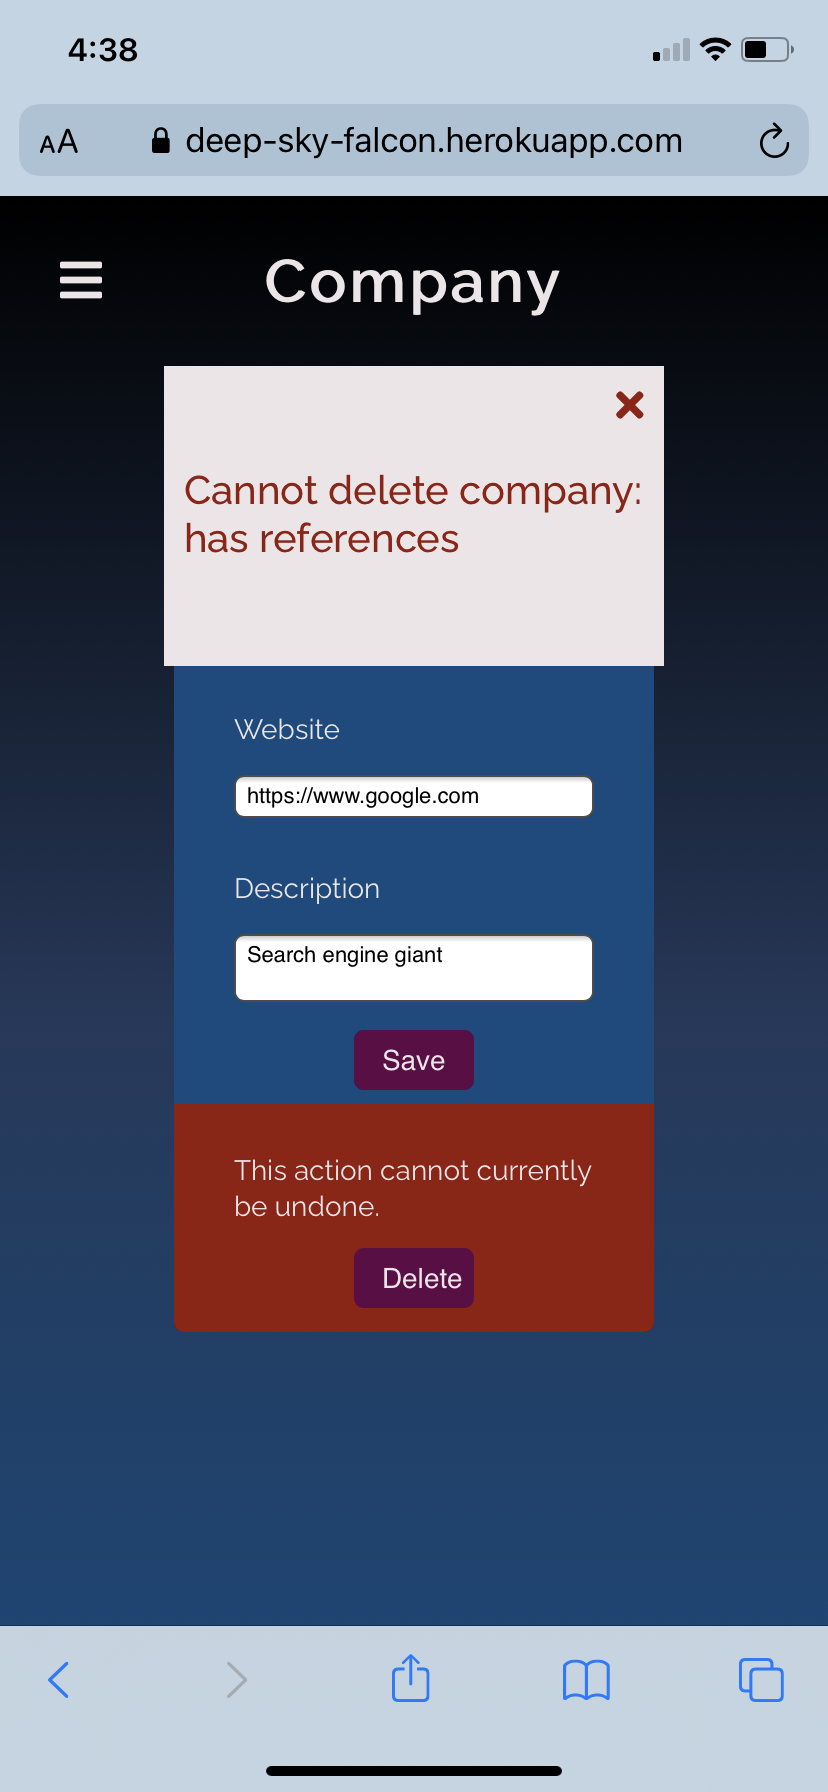 4:38
AA deep-sky-falcon.herokuapp.com
Company
Cannot delete company:
has references
Website
https://www.google.com
Description
Search engine giant
Save
This action cannot currently
be undone.
Delete